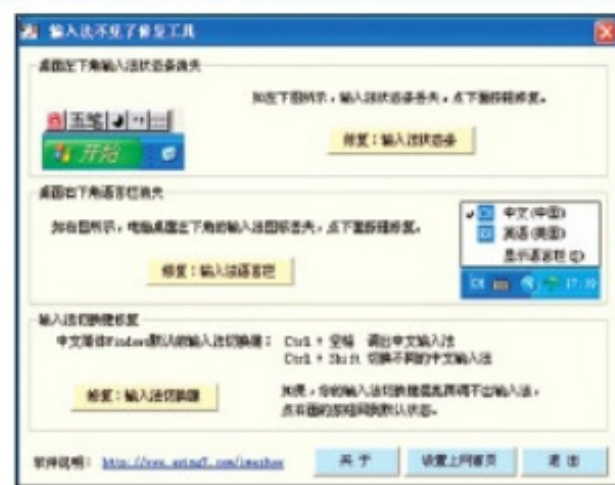 输入法不见了修复工具
桌面左下角输入法状态条消失
如左下图所示，输入法状态条丢失，点下面按钮修复。
五笔
开始
修复：输入法状态条
桌面右下角语言栏消失
如右图所示，电脑桌面右下角的输入法图标丢失，点下面按钮修复。
修复：输入法语言栏
中文(中国)
英语(美国)
显示语言栏(S)
17:39
输入法切换键修复
中文简体Windows默认的输入法切换键： Ctrl + 空格 调出中文输入法
Ctrl + Shift 切换不同的中文输入法
修复：输入法切换键
如果，你的输入法切换键混乱而调不出输入法，
点左面的按钮回到默认状态。
软件说明：
关于
设置上网首页
退出